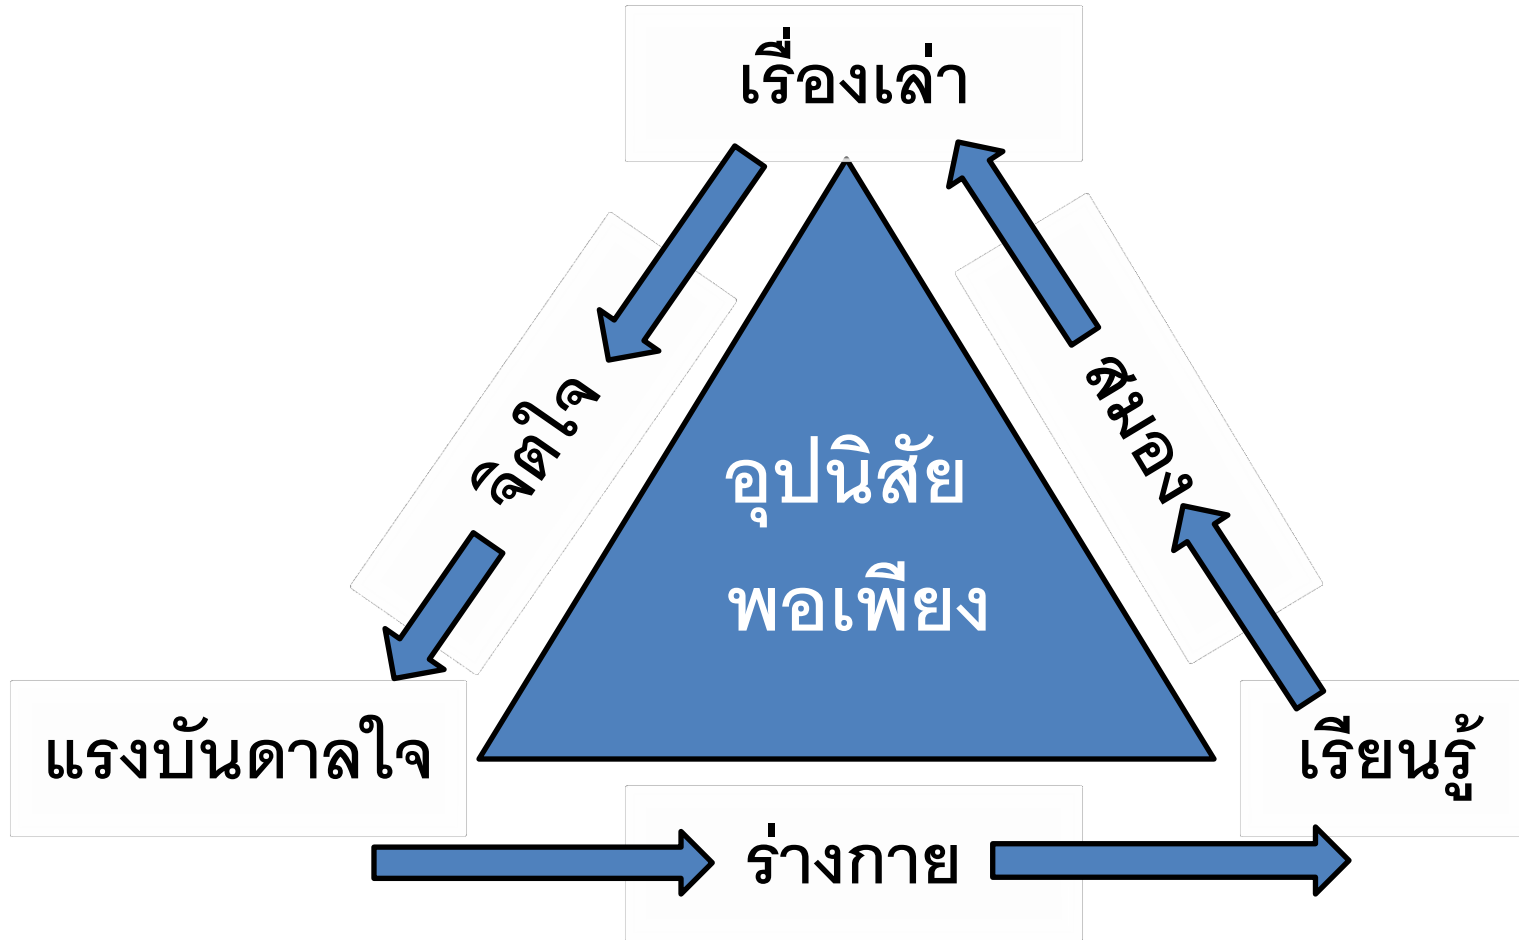 เรื่องเล่า
จิตใจ
สมอง
อุปนิสัย
พอเพียง
แรงบันดาลใจ
เรียนรู้
ร่างกาย